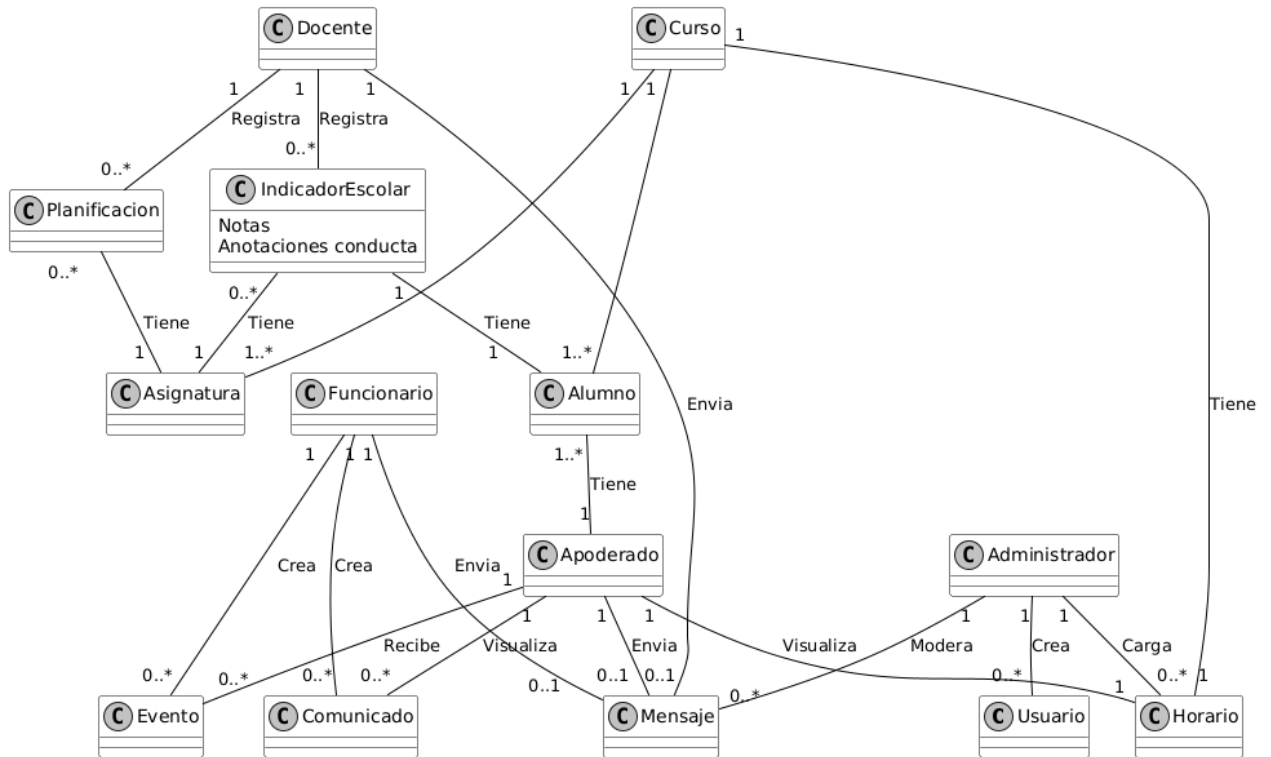 C Docente
C Curso
1
1
1
1
1
1
Registra
Registra
0..*
0..*
C Planificacion
C IndicadorEscolar
Notas
Anotaciones conducta
0..*
0..*
1
Tiene
Tiene
Tiene
1
1
1..*
1
1..*
C Asignatura
C Funcionario
C Alumno
Envia
Tiene
1
1
1
1..*
Tiene
1
C Apoderado
C Administrador
Crea
Crea
Envia
1
1
1
1
1
1
1
Recibe
Visualiza
Envia
Visualiza
Modera
Crea
Carga
0..*
0..*
0..*
0..*
0..1
0..1
0..1
0..*
0..*
1
0..*
1
C Evento
C Comunicado
C Mensaje
C Usuario
C Horario